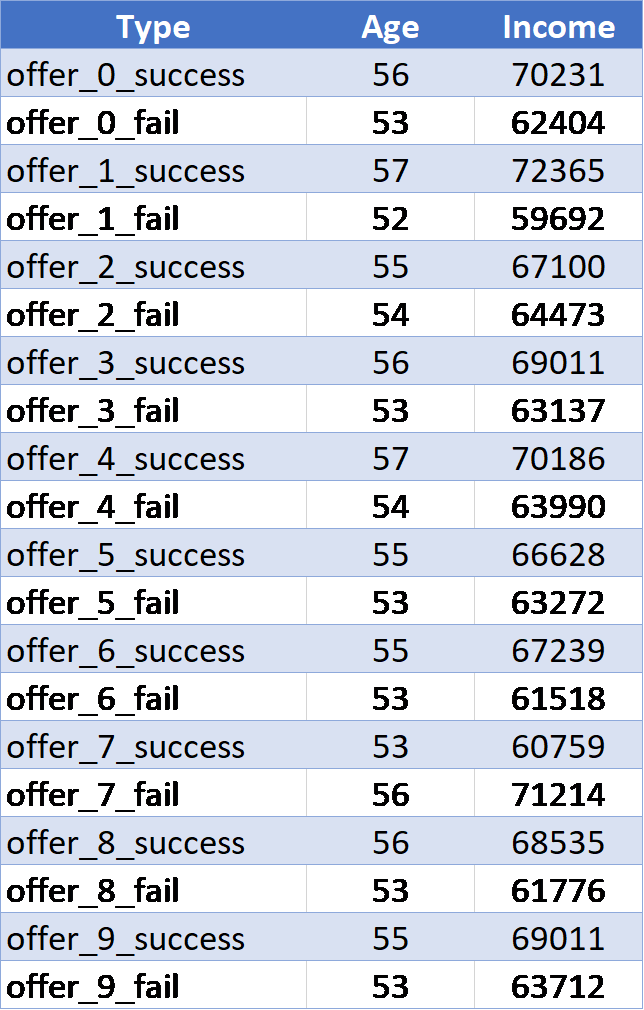 Type Age Income
offer_0_success 56 70231
offer_0_fail 53 62404
offer_1_success 57 72365
offer_1_fail 52 59692
offer_2_success 55 67100
offer_2_fail 54 64473
offer_3_success 56 69011
offer_3_fail 53 63137
offer_4_success 57 70186
offer_4_fail 54 63990
offer_5_success 55 66628
offer_5_fail 53 63272
offer_6_success 55 67239
offer_6_fail 53 61518
offer_7_success 53 60759
offer_7_fail 56 71214
offer_8_success 56 68535
offer_8_fail 53 61776
offer_9_success 55 69011
offer_9_fail 53 63712